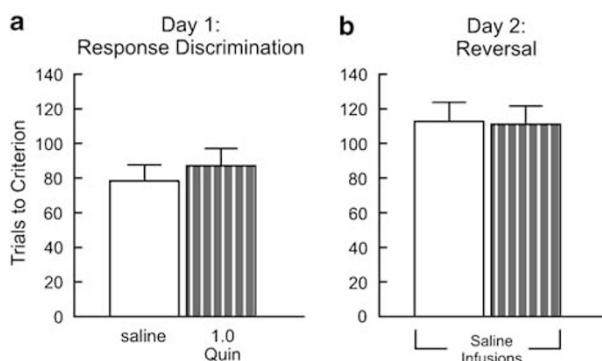 a
Day 1:
Response Discrimination
Trials to Criterion
140
120
100
80
60
40
20
0
saline
1.0
Quin
b
Day 2:
Reversal
140
120
100
80
60
40
20
0
Saline
Infusions